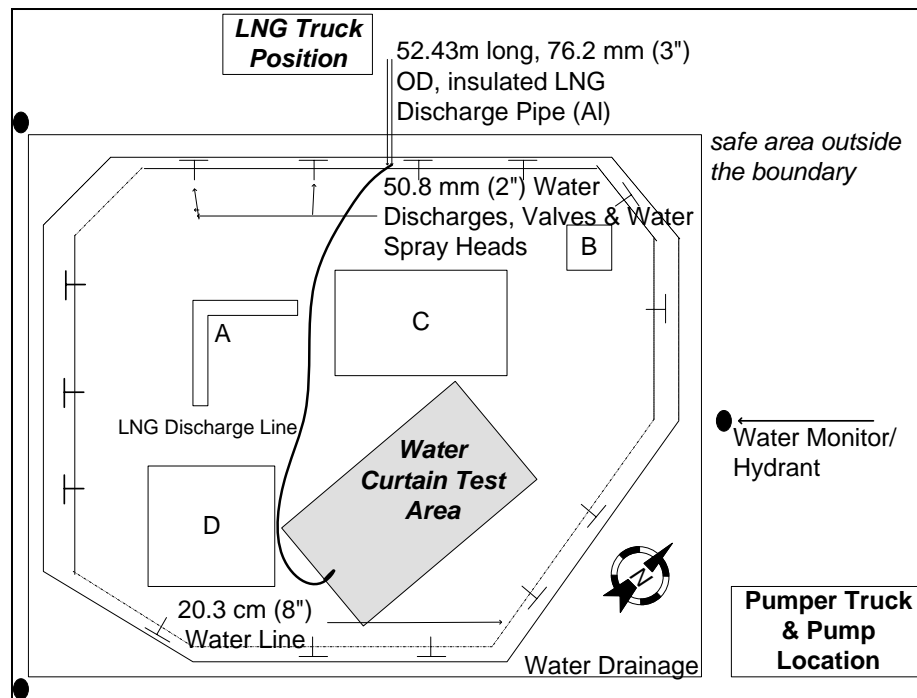 LNG Truck
Position
52.43m long, 76.2 mm (3")
OD, insulated LNG
Discharge Pipe (Al)
safe area outside
the boundary
50.8 mm (2") Water
Discharges, Valves & Water
Spray Heads
B
A
C
LNG Discharge Line
Water
Curtain Test
Area
Water Monitor/
Hydrant
D
N
20.3 cm (8")
Water Line
Water Drainage
Pumper Truck
& Pump
Location